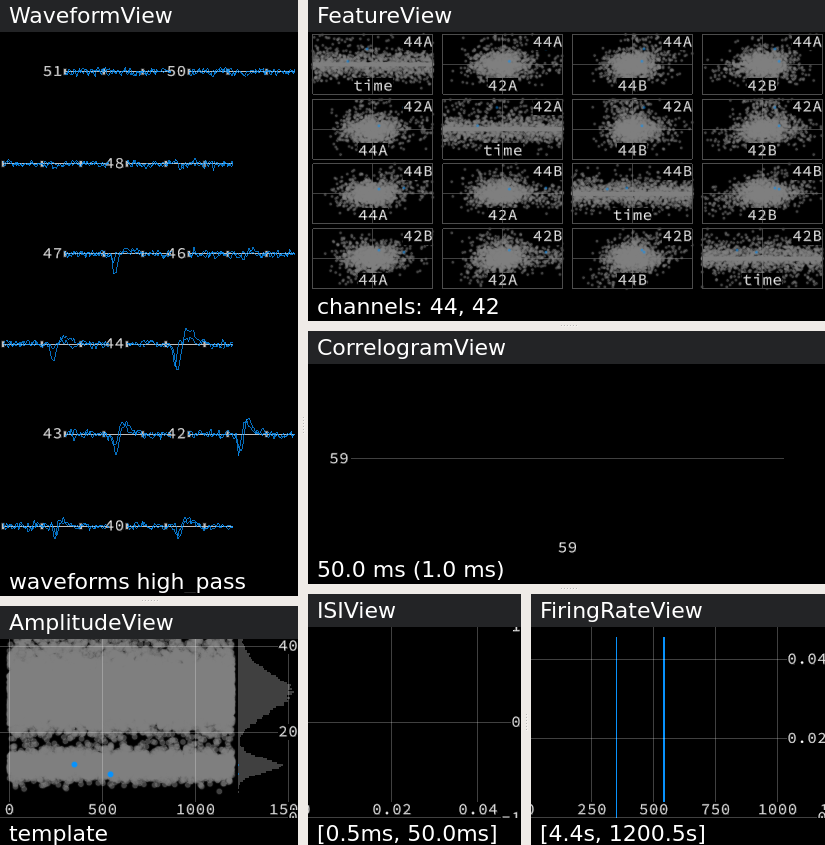 WaveformView
51 50
48
47 46
44
43 42
40
waveforms high_pass
AmplitudeView
40
20
0 500 1000 150
template
FeatureView
44A 44A 44A 44A
time 42A 44B 42B
42A 42A 42A 42A
44A time 44B 42B
44B 44B 44B 44B
44A 42A time 42B
42B 42B 42B 42B
44A 42A 44B time
channels: 44, 42
CorrelogramView
59
59
50.0 ms (1.0 ms)
ISIView
0
0.02 0.04 -1
[0.5ms, 50.0ms]
FiringRateView
0.04
0.02
250 500 750 1000
[4.4s, 1200.5s]